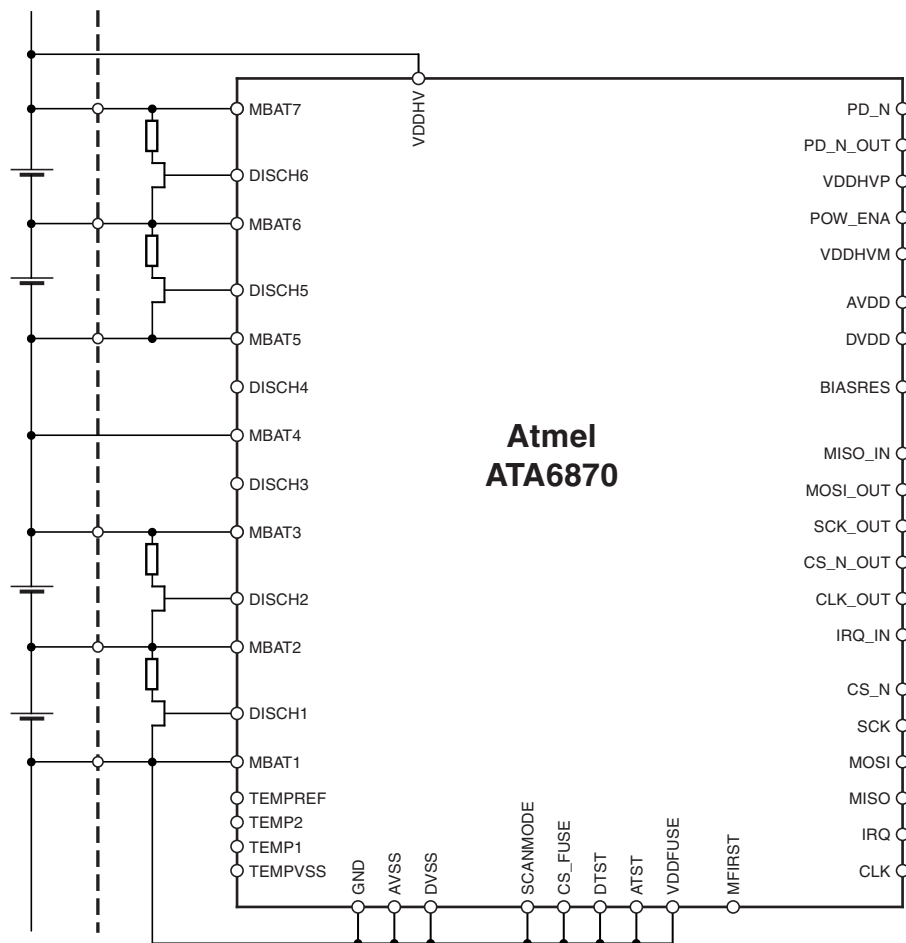 VDDHV
MBAT7
DISCH6
MBAT6
DISCH5
MBAT5
DISCH4
MBAT4
DISCH3
MBAT3
DISCH2
MBAT2
DISCH1
MBAT1
TEMPREF
TEMP2
TEMP1
TEMPVSS
Atmel
ATA6870
GND
AVSS
DVSS
SCANMODE
CS_FUSE
DTST
ATST
VDDFUSE
MFIRST
PD_N
PD_N_OUT
VDDHVP
POW_ENA
VDDHVM
AVDD
DVDD
BIASRES
MISO_IN
MOSI_OUT
SCK_OUT
CS_N_OUT
CLK_OUT
IRQ_IN
CS_N
SCK
MOSI
MISO
IRQ
CLK